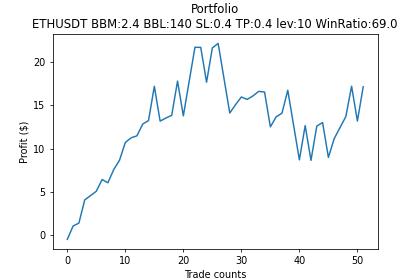 Portfolio
ETHUSDT BBM:2.4 BBL:140 SL:0.4 TP:0.4 lev:10 WinRatio:69.0
Profit ($)
20
15
10
5
0
0 10 20 30 40 50
Trade counts